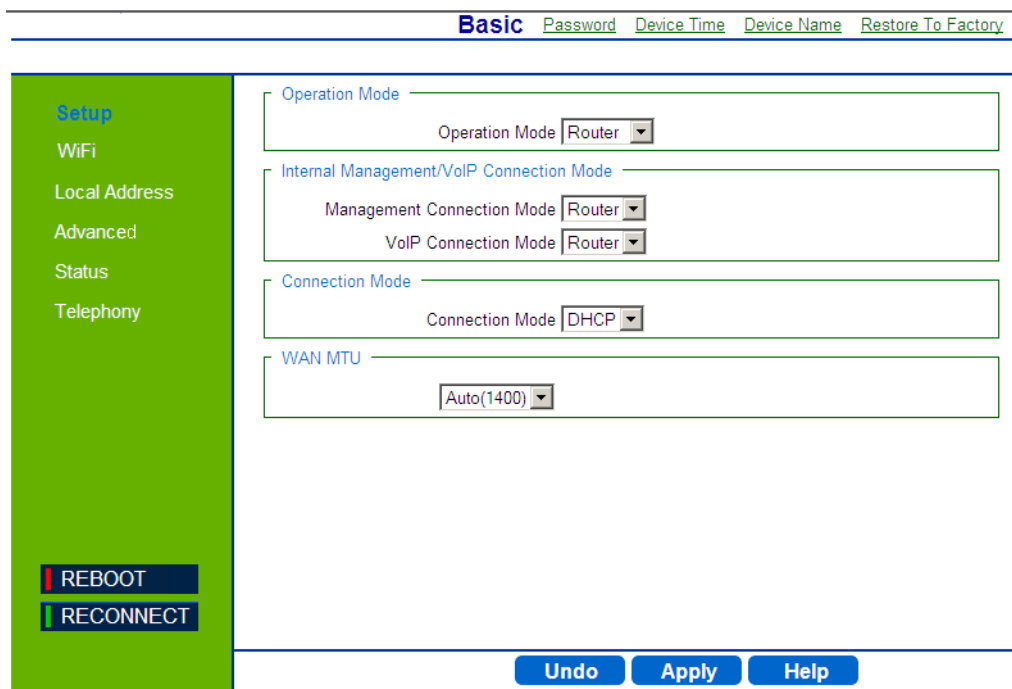 Basic Password Device Time Device Name Restore To Factory
Setup
WiFi
Local Address
Advanced
Status
Telephony
REBOOT
RECONNECT
Operation Mode
Operation Mode Router
Internal Management/VoIP Connection Mode
Management Connection Mode Router
VoIP Connection Mode Router
Connection Mode
Connection Mode DHCP
WAN MTU
Auto(1400)
Undo Apply Help